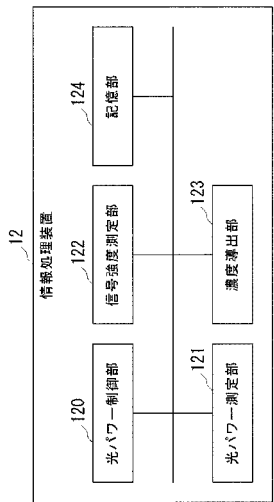 12
情報処理装置
120
光パワー制御部
122
信号強度測定部
124
記憶部
121
光パワー測定部
123
濃度導出部